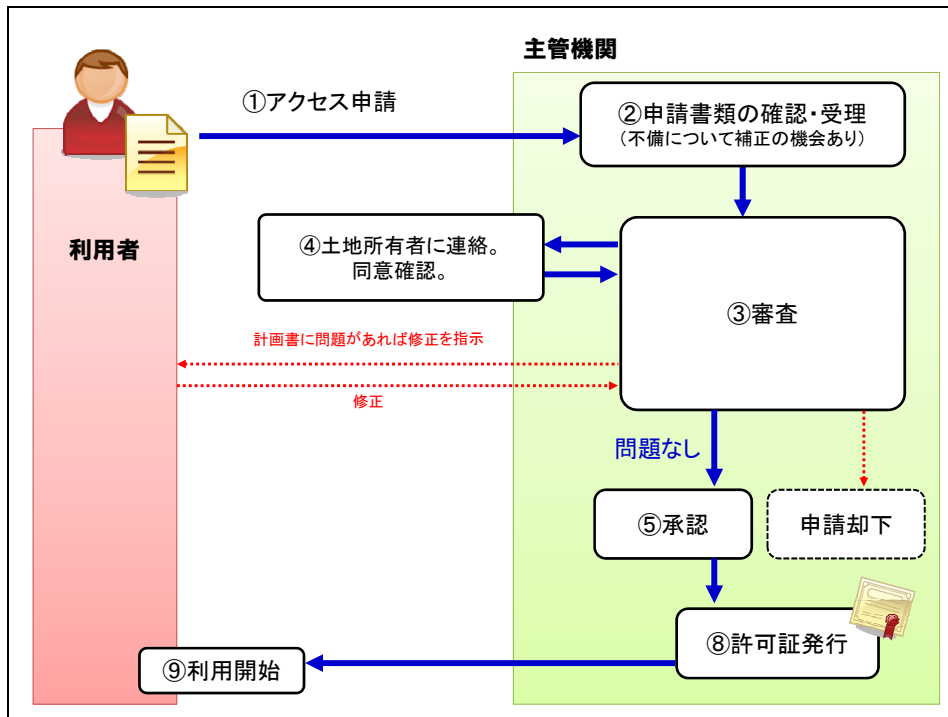 主管機関
①アクセス申請
②申請書類の確認・受理
(不備について補正の機会あり)
利用者
④土地所有者に連絡。
同意確認。
③審査
計画書に問題があれば修正を指示
修正
問題なし
⑤承認
申請却下
⑧許可証発行
⑨利用開始